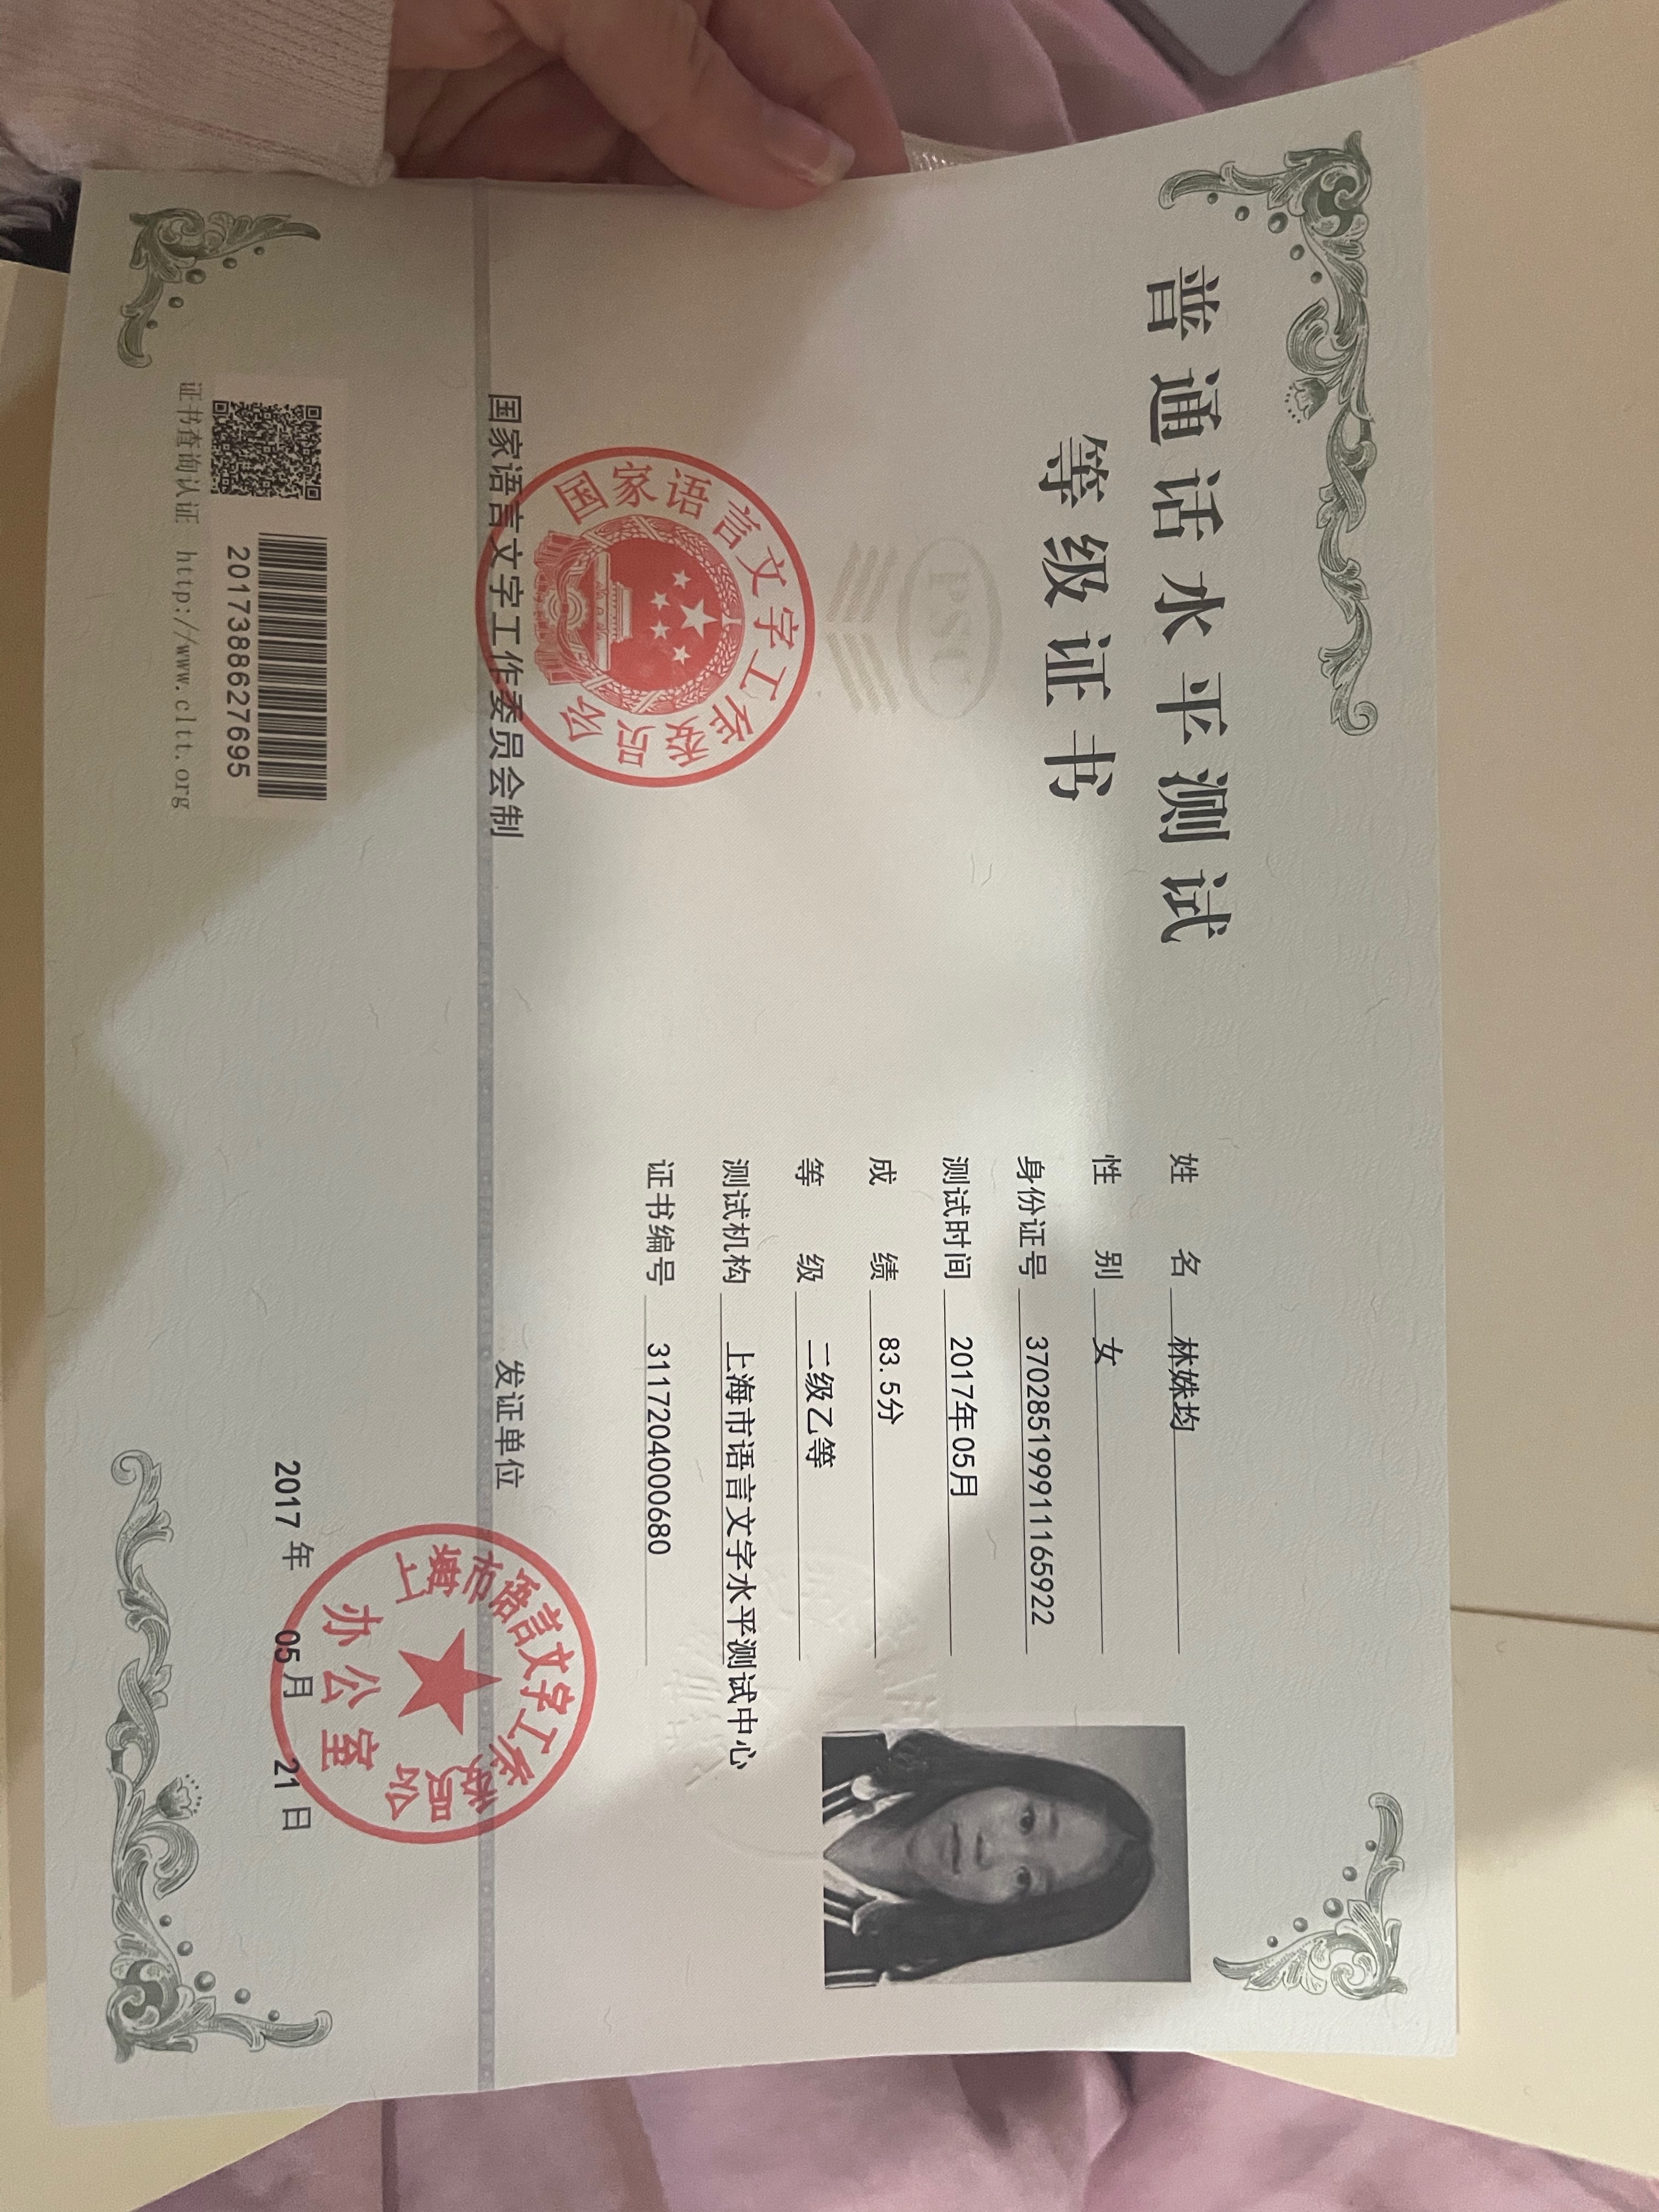 普通话水平测试
等级证书
PSC
国家语言文字工作委员会
国家语言文字工作委员会制
2017388627695
证书查询认证 http://www.cltt.org
姓名 林姝均
性别 女
身份证号 370285199911165922
测试时间 2017年05月
成绩 83.5分
等级 二级乙等
测试机构 上海市语言文字水平测试中心
证书编号 3117204000680
发证单位
上海市语言文字工作委员会
办公室
2017 年 05月 21 日